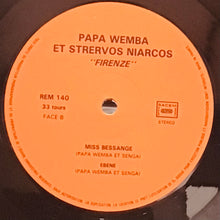 PAPA WEMBA
ET STRERVOS NIARCOS
"FIRENZE"
REM 140
33 tours
FACE B
SACEM
STEREO
MISS BESSANGE
(PAPA WEMBA ET SENGA)
EBENE
(PAPA WEMBA ET SENGA)